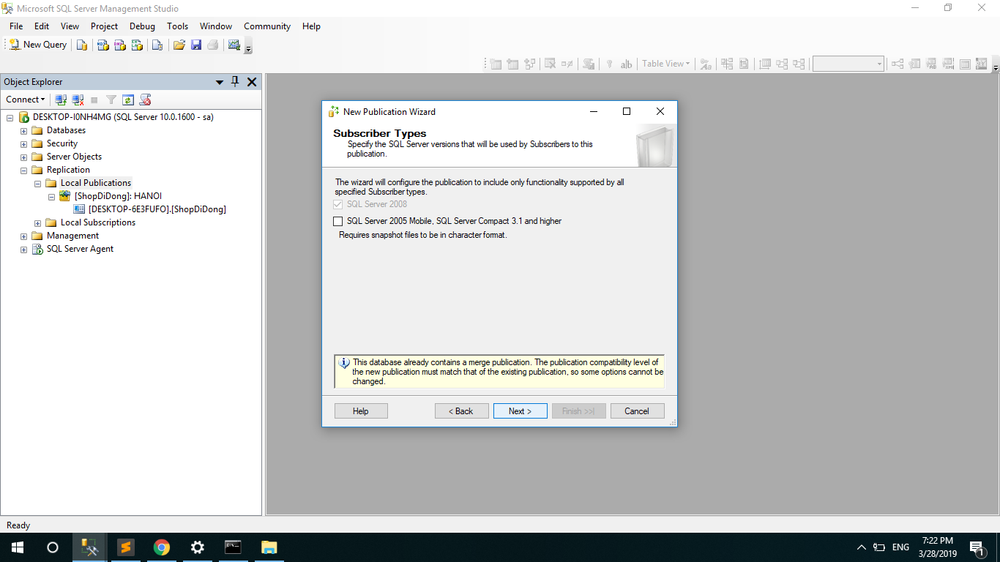 Microsoft SQL Server Management Studio
File Edit View Project Debug Tools Window Community Help
New Query
Table View
Object Explorer
Connect
DESKTOP-I0NH4MG (SQL Server 10.0.1600 - sa)
Databases
Security
Server Objects
Replication
Local Publications
[ShopDiDong]: HANOI
[DESKTOP-6E3FUFO].[ShopDiDong]
Local Subscriptions
Management
SQL Server Agent
New Publication Wizard
Subscriber Types
Specify the SQL Server versions that will be used by Subscribers to this
publication.
The wizard will configure the publication to include only functionality supported by all
specified Subscriber types.
SQL Server 2008
SQL Server 2005 Mobile, SQL Server Compact 3.1 and higher
Requires snapshot files to be in character format.
This database already contains a merge publication. The publication compatibility level of
the new publication must match that of the existing publication, so some options cannot be
changed.
Help < Back Next > Finish >>| Cancel
Ready
ENG
7:22 PM
3/28/2019
1